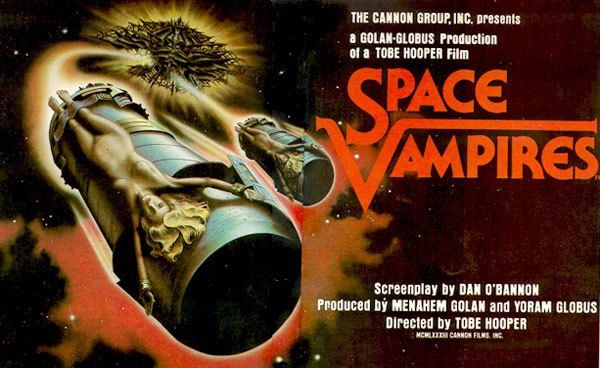 THE CANNON GROUP, INC. presents
a GOLAN-GLOBUS Production
of a TOBE HOOPER Film
SPACE
VAMPIRES
Screenplay by DAN O'BANNON
Produced by MENAHEM GOLAN and YORAM GLOBUS
Directed by TOBE HOOPER
MCMLXXXIII CANNON FILMS, INC.